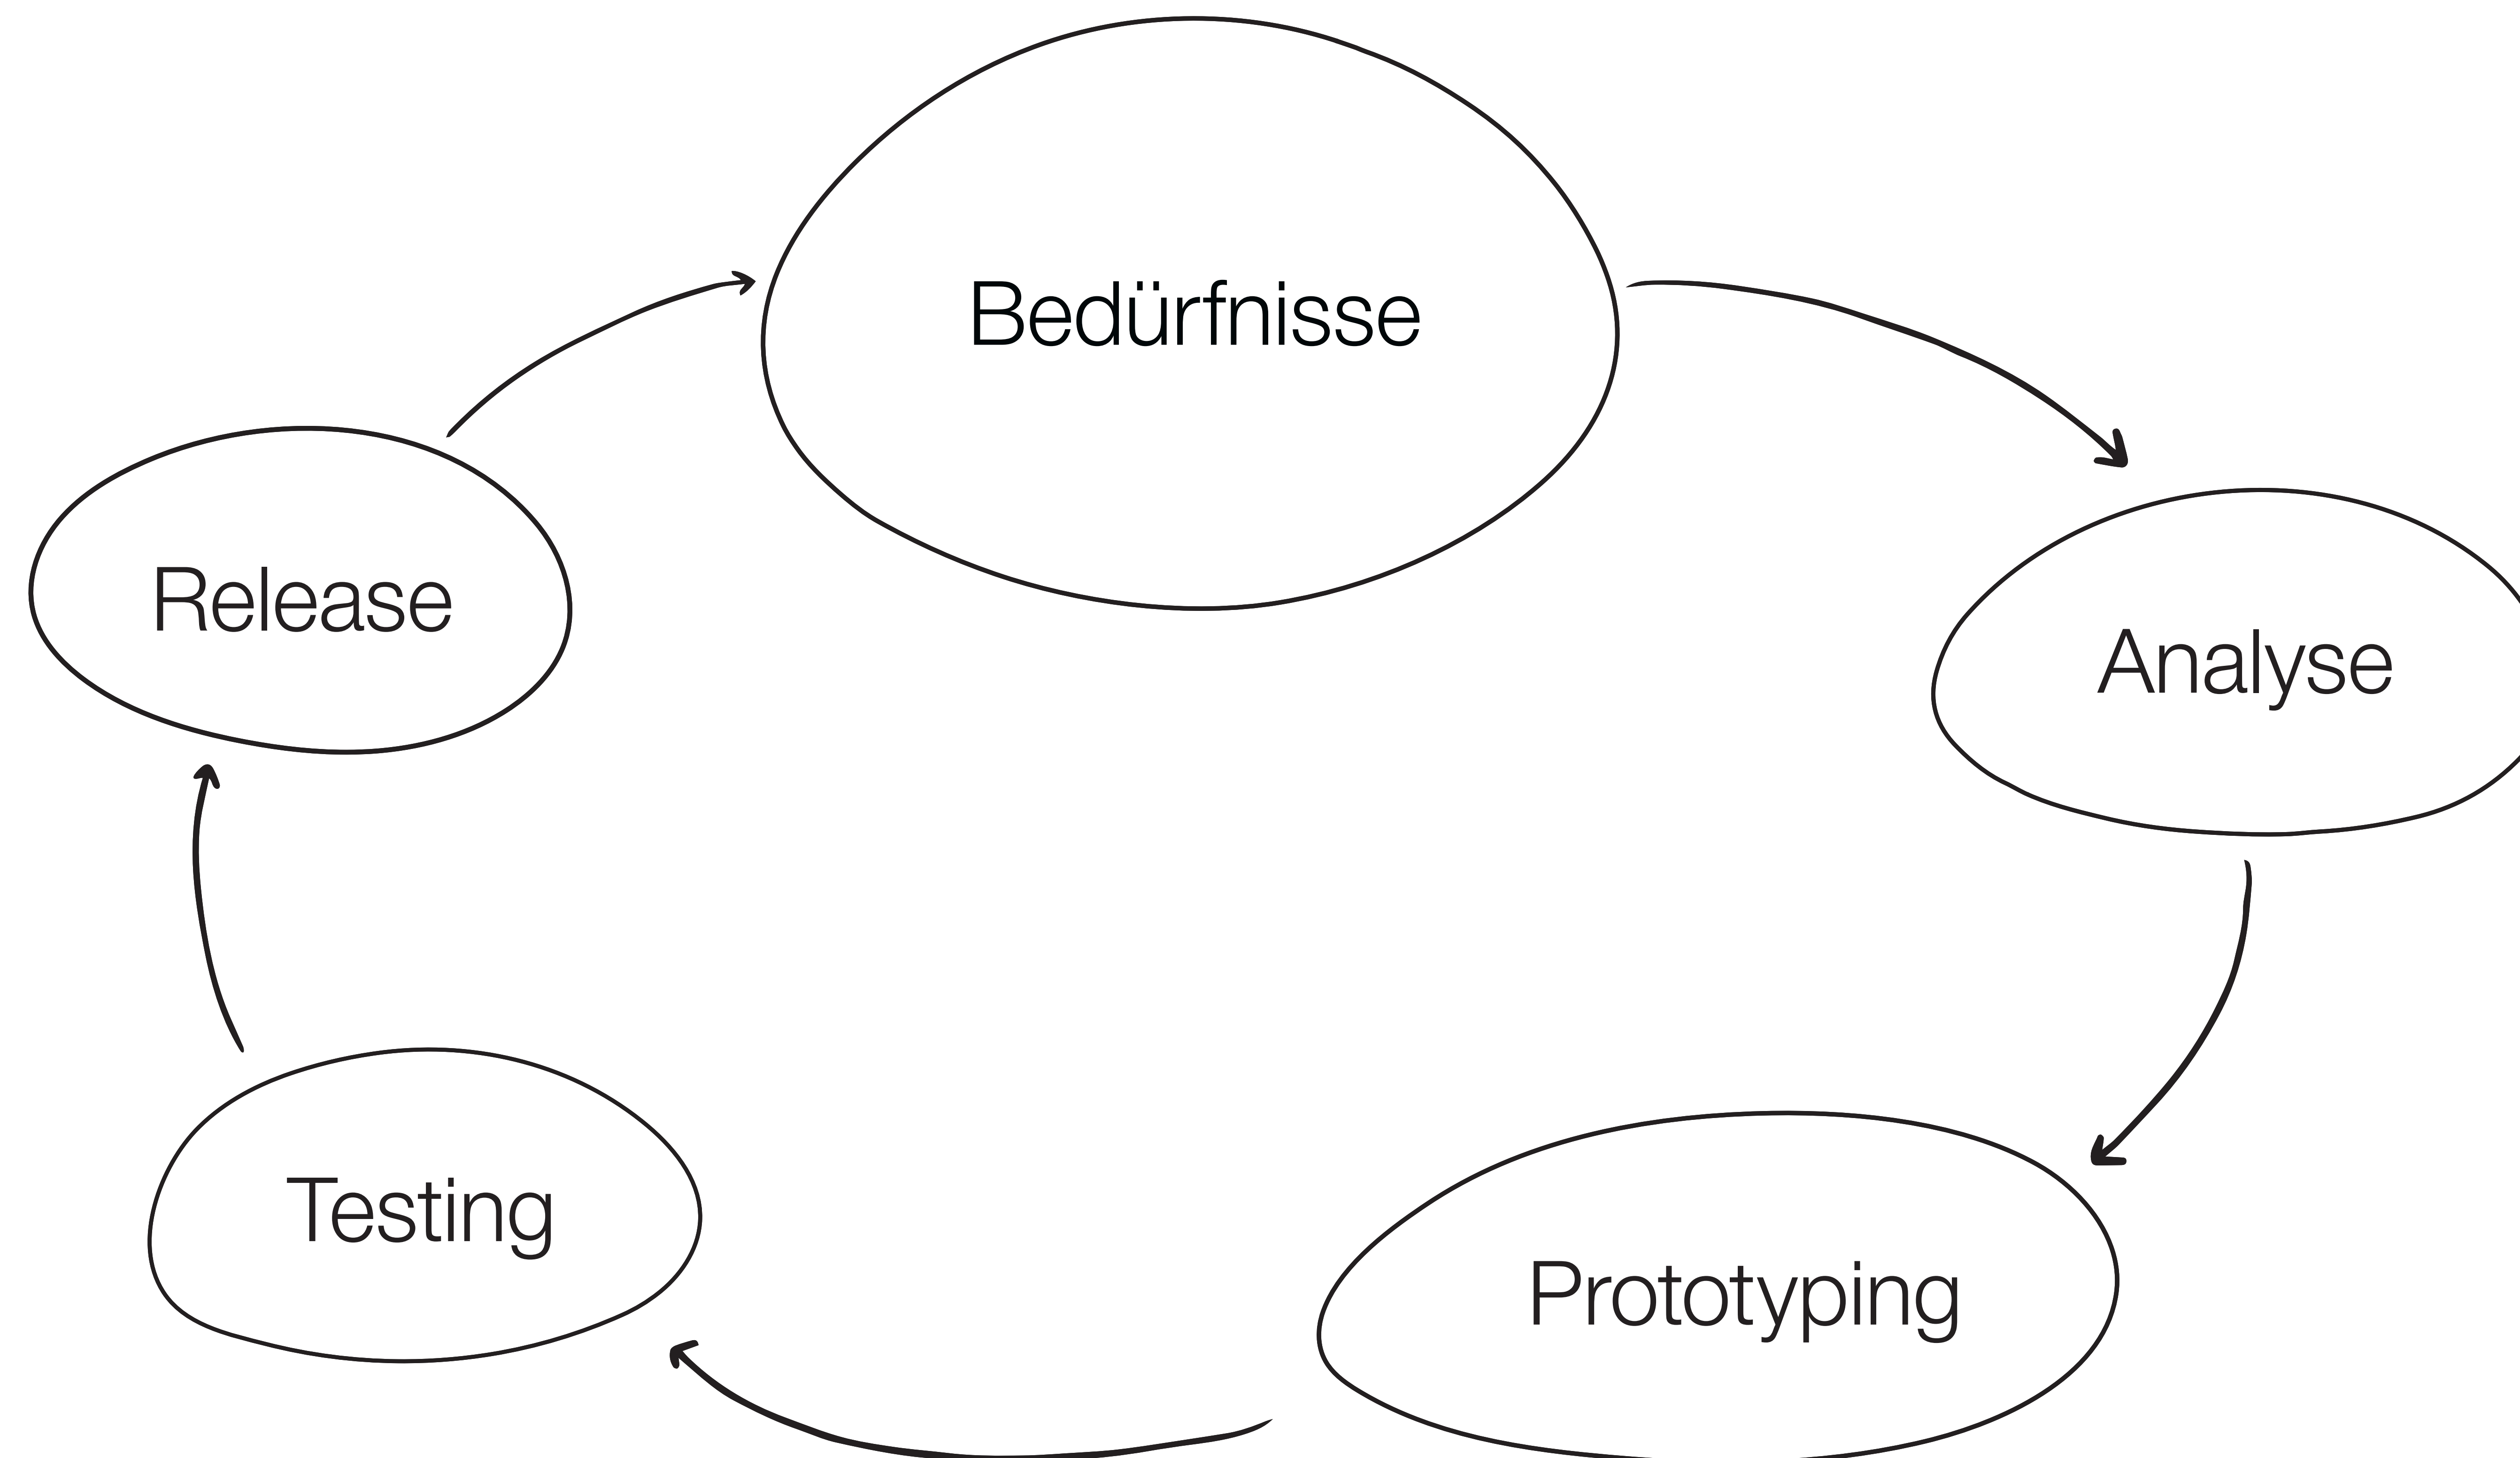 Bedürfnisse
Release
Analyse
Testing
Prototyping